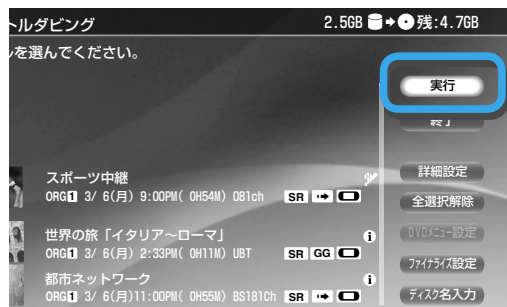 トルダビング
2.5GB 残:4.7GB
レを選んでください。
実行
終了
スポーツ中継
ORG1 3/ 6(月) 9:00PM( 0H54M) 081ch SR
詳細設定
全選択解除
世界の旅「イタリア～ローマ」
ORG1 3/ 6(月) 2:33PM( 0H11M) UBT SR GG
DVDメニュー設定
ファイナライズ設定
都市ネットワーク
ORG1 3/ 6(月)11:00PM( 0H55M) BS181Ch SR
ディスク名入力